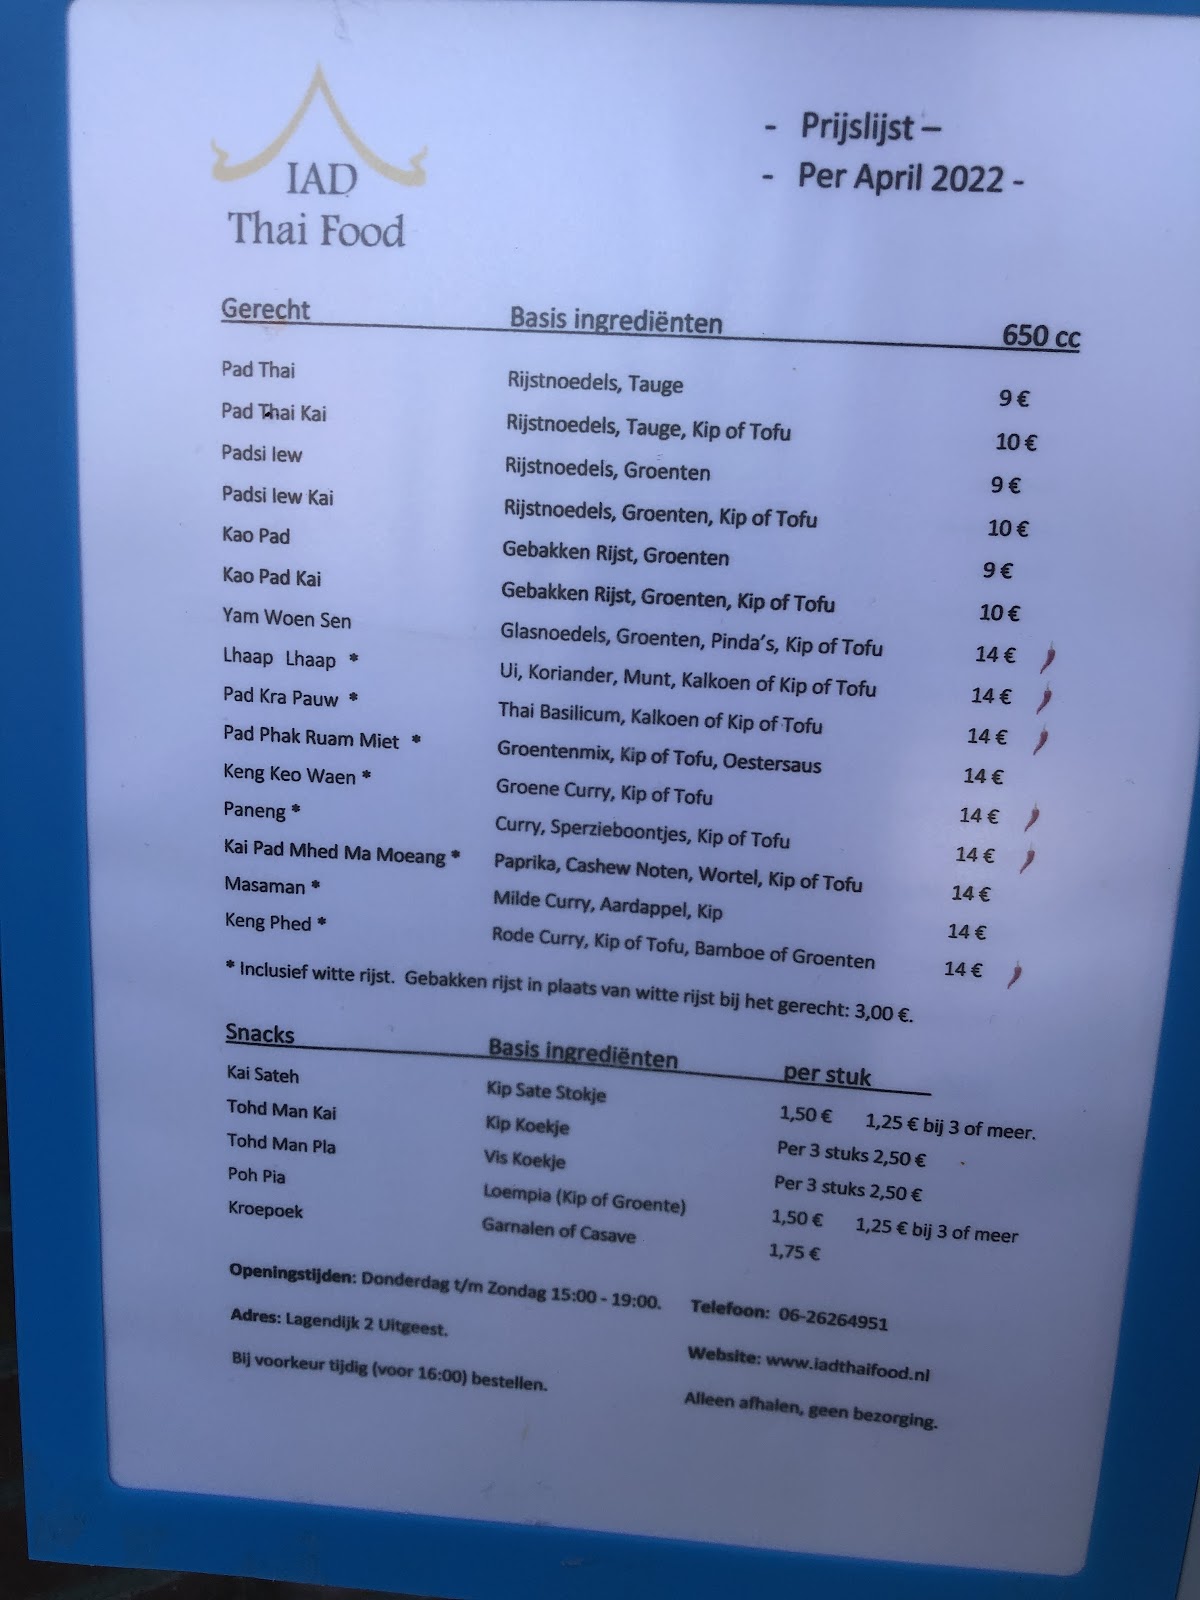 IAD
Thai Food
- Prijslijst –
- Per April 2022 -
Gerecht Basis ingrediënten 650 cc
Pad Thai Rijstnoedels, Tauge 9 €
Pad Thai Kai Rijstnoedels, Tauge, Kip of Tofu 10 €
Padsi Iew Rijstnoedels, Groenten 9 €
Padsi Iew Kai Rijstnoedels, Groenten, Kip of Tofu 10 €
Kao Pad Gebakken Rijst, Groenten 9 €
Kao Pad Kai Gebakken Rijst, Groenten, Kip of Tofu 10 €
Yam Woen Sen Glasnoedels, Groenten, Pinda's, Kip of Tofu 14 €
Lhaap Lhaap * Ui, Koriander, Munt, Kalkoen of Kip of Tofu 14 €
Pad Kra Pauw * Thai Basilicum, Kalkoen of Kip of Tofu 14 €
Pad Phak Ruam Miet * Groentenmix, Kip of Tofu, Oestersaus 14 €
Keng Keo Waen * Groene Curry, Kip of Tofu 14 €
Paneng * Curry, Sperzieboontjes, Kip of Tofu 14 €
Kai Pad Mhed Ma Moeang * Paprika, Cashew Noten, Wortel, Kip of Tofu 14 €
Masaman * Milde Curry, Aardappel, Kip 14 €
Keng Phed * Rode Curry, Kip of Tofu, Bamboe of Groenten 14 €
* Inclusief witte rijst. Gebakken rijst in plaats van witte rijst bij het gerecht: 3,00 €.
Snacks Basis ingrediënten per stuk
Kai Sateh Kip Sate Stokje 1,50 € 1,25 € bij 3 of meer.
Tohd Man Kai Kip Koekje Per 3 stuks 2,50 €
Tohd Man Pla Vis Koekje Per 3 stuks 2,50 €
Poh Pia Loempia (Kip of Groente) 1,50 € 1,25 € bij 3 of meer
Kroepoek Garnalen of Casave 1,75 €
Openingstijden: Donderdag t/m Zondag 15:00 - 19:00. Telefoon: 06-26264951
Adres: Lagendijk 2 Uitgeest. Website: www.iadthaifood.nl
Bij voorkeur tijdig (voor 16:00) bestellen. Alleen afhalen, geen bezorging.